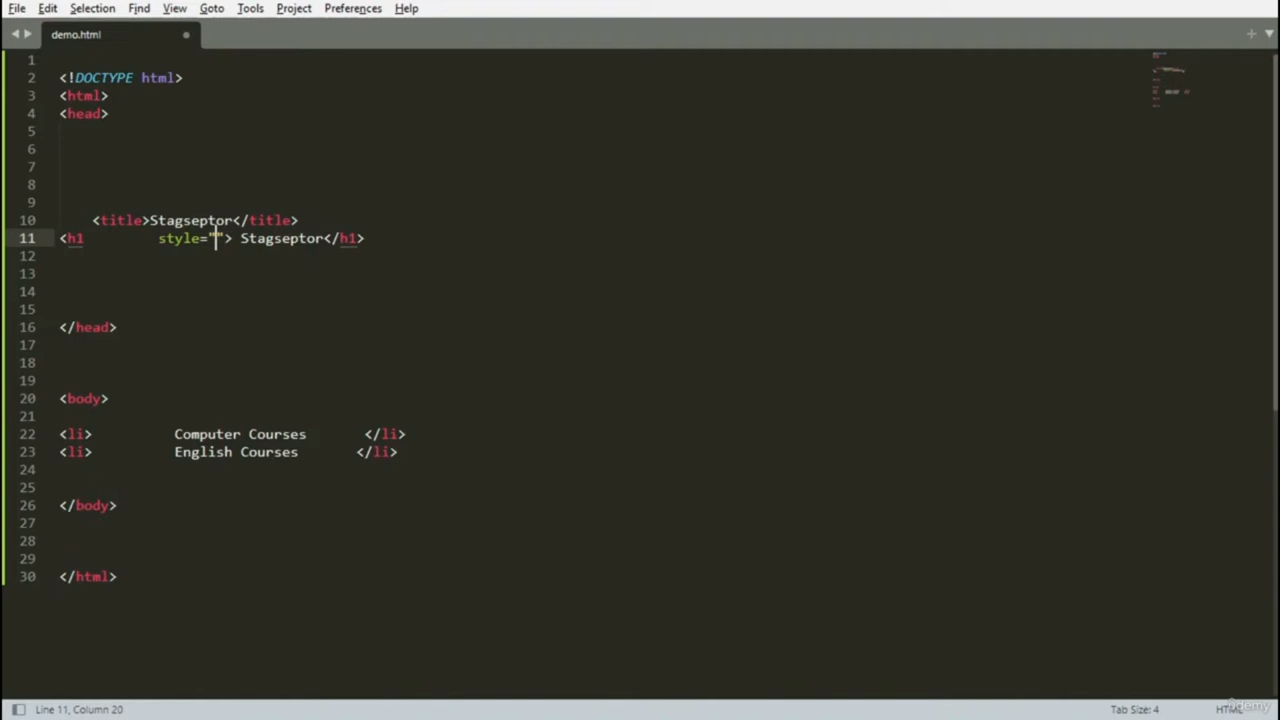 File Edit Selection Find View Goto Tools Project Preferences Help
demo.html
1
2 <!DOCTYPE html>
3 <html>
4 <head>
5
6
7
8
9
10 <title>Stagseptor</title>
11 <h1 style=""> Stagseptor</h1>
12
13
14
15
16 </head>
17
18
19
20 <body>
21
22 <li> Computer Courses </li>
23 <li> English Courses </li>
24
25
26 </body>
27
28
29
30 </html>
Line 11, Column 20 Tab Size: 4 HTML
udemy